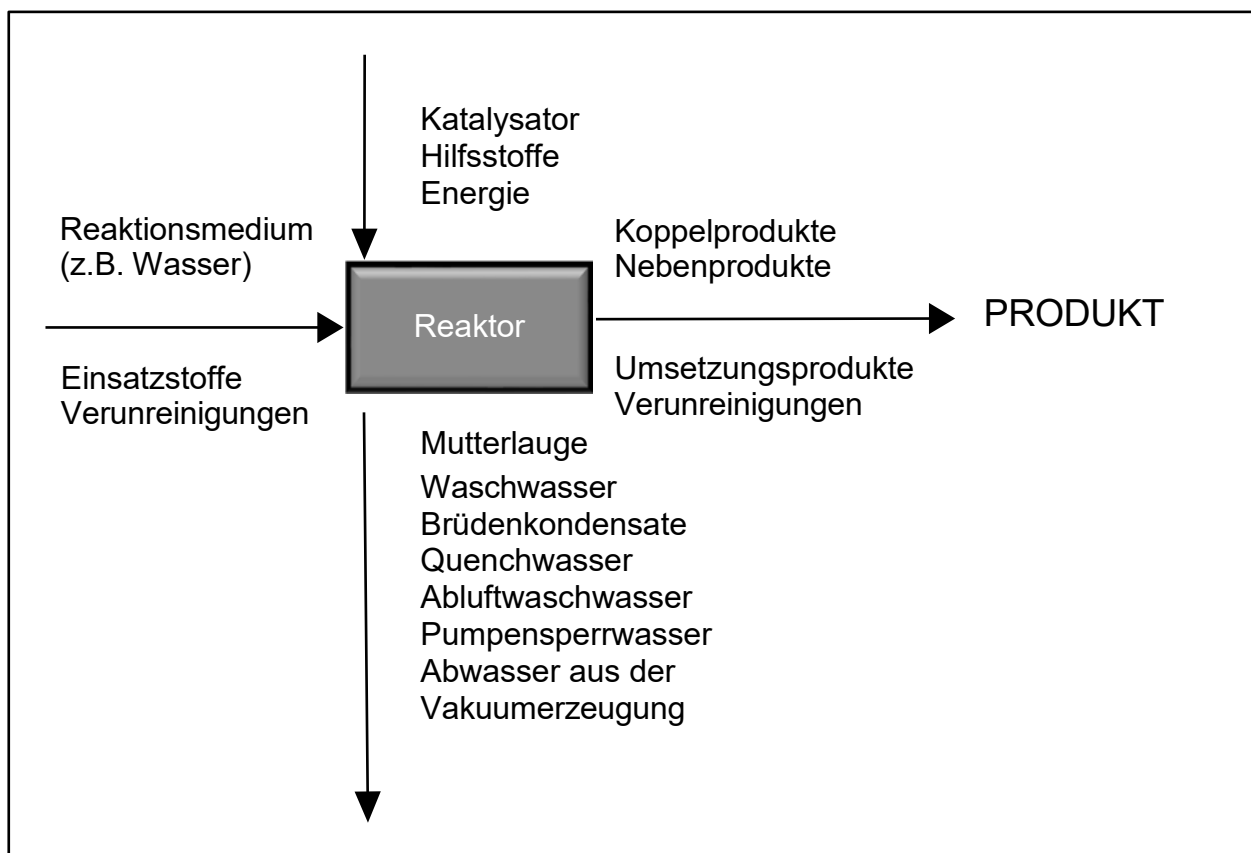 Katalysator
Hilfsstoffe
Energie
Reaktionsmedium
(z.B. Wasser)
Koppelprodukte
Nebenprodukte
Reaktor
PRODUKT
Einsatzstoffe
Verunreinigungen
Umsetzungsprodukte
Verunreinigungen
Mutterlauge
Waschwasser
Brüdenkondensate
Quenchwasser
Abluftwaschwasser
Pumpensperrwasser
Abwasser aus der
Vakuumerzeugung